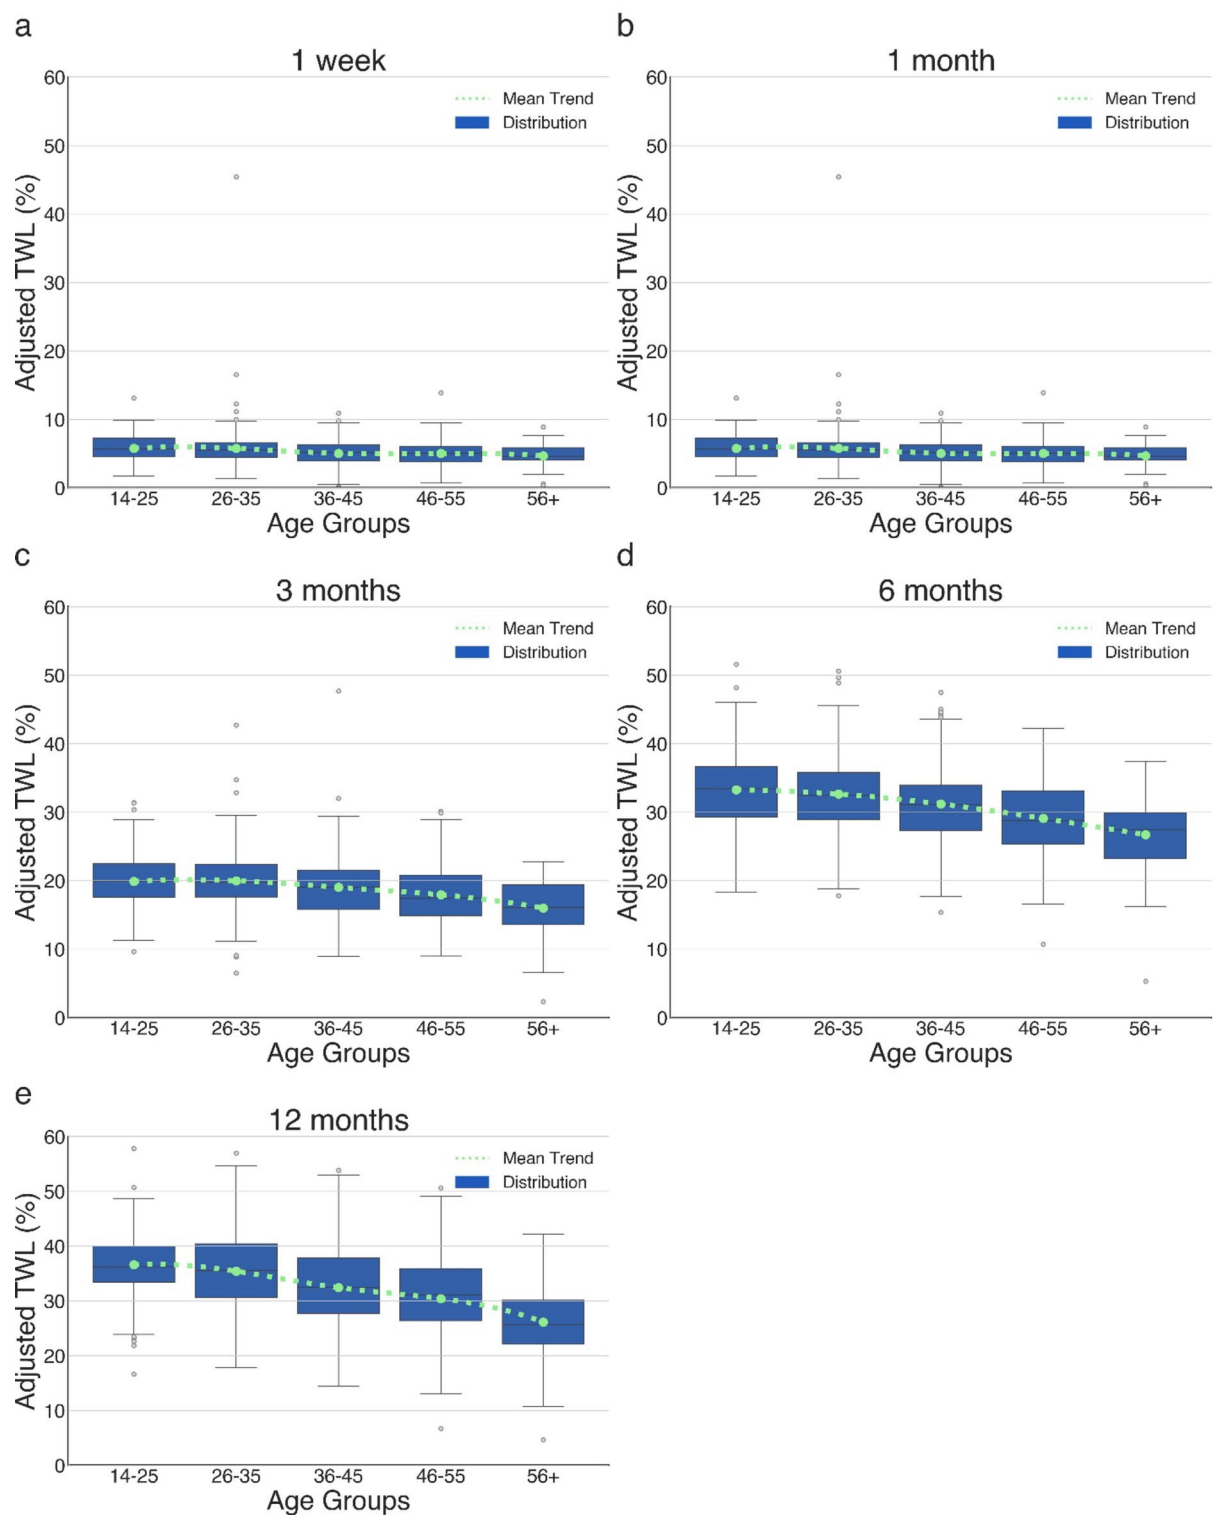 a
1 week
60
50
40
30
20
10
0
Adjusted TWL (%)
Mean Trend
Distribution
14-25 26-35 36-45 46-55 56+
Age Groups
b
1 month
60
50
40
30
20
10
0
Adjusted TWL (%)
Mean Trend
Distribution
14-25 26-35 36-45 46-55 56+
Age Groups
c
3 months
60
50
40
30
20
10
0
Adjusted TWL (%)
Mean Trend
Distribution
14-25 26-35 36-45 46-55 56+
Age Groups
d
6 months
60
50
40
30
20
10
0
Adjusted TWL (%)
Mean Trend
Distribution
14-25 26-35 36-45 46-55 56+
Age Groups
e
12 months
60
50
40
30
20
10
0
Adjusted TWL (%)
Mean Trend
Distribution
14-25 26-35 36-45 46-55 56+
Age Groups